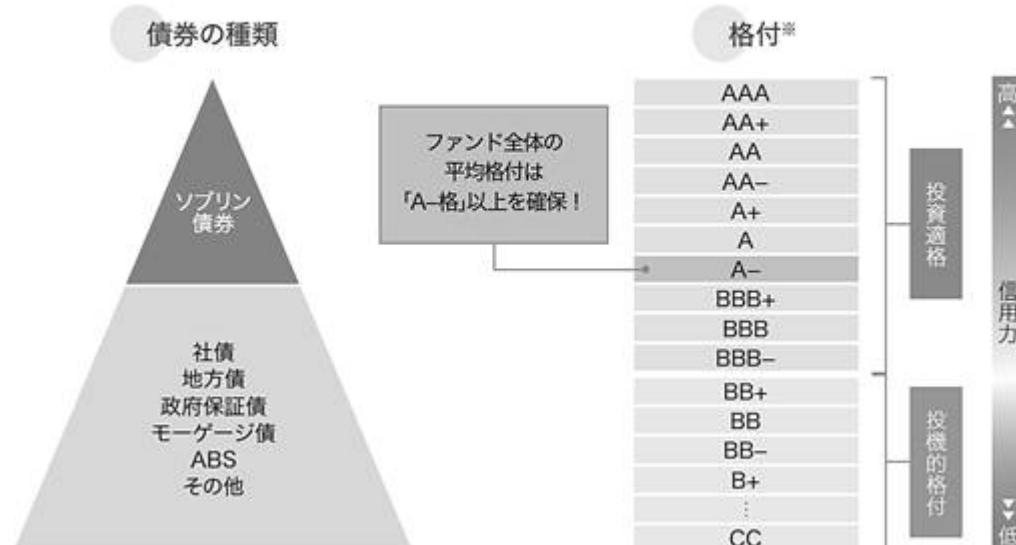 債券の種類
ソブリン
債券
社債
地方債
政府保証債
モーゲージ債
ABS
その他
格付※
ファンド全体の
平均格付は
「A–格」以上を確保!
AAA
AA+
AA
AA–
A+
A
A–
BBB+
BBB
BBB–
BB+
BB
BB–
B+
⋮
CC
投資適格
投機的格付
高
信用力
低